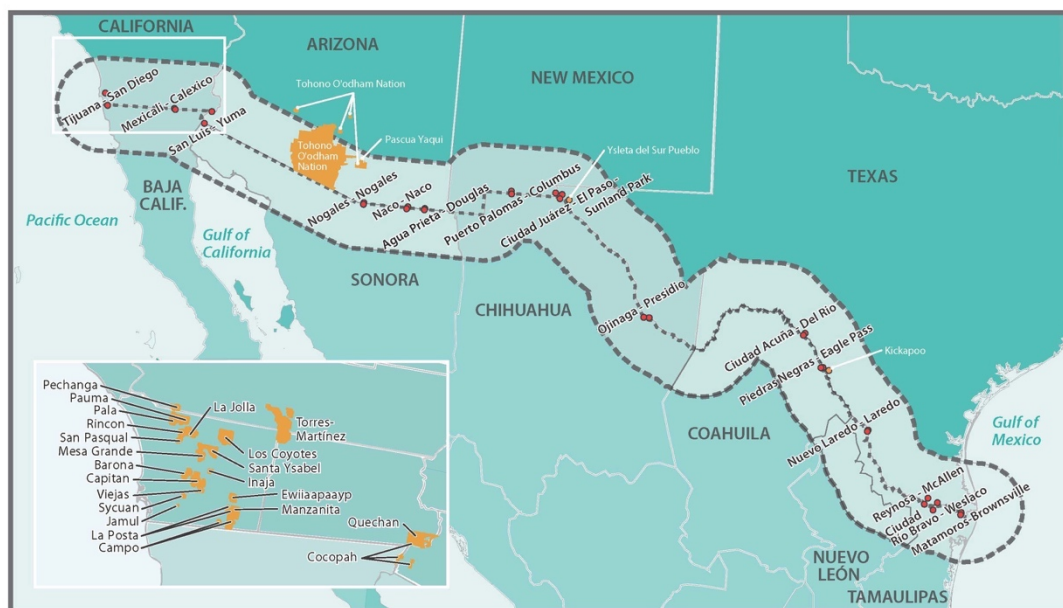 CALIFORNIA
ARIZONA
NEW MEXICO
TEXAS
Tijuana - San Diego
Mexicali - Calexico
San Luis - Yuma
Tohono O'odham Nation
Tohono
O'odham
Nation
Pascua Yaqui
Nogales - Nogales
Naco - Naco
Agua Prieta - Douglas
Puerto Palomas - Columbus
Ysleta del Sur Pueblo
Ciudad Juárez - El Paso -
Sunland Park
BAJA
CALIF.
Pacific Ocean
Gulf of
California
SONORA
CHIHUAHUA
Ojinaga - Presidio
Ciudad Acuña - Del Rio
Piedras Negras - Eagle Pass
Kickapoo
COAHUILA
Nuevo Laredo - Laredo
Gulf of
Mexico
Reynosa - McAllen
Ciudad
Rio Bravo - Weslaco
Matamoros-Brownsville
NUEVO
LEÓN
TAMAULIPAS
Pechanga
Pauma
Pala
Rincon
San Pasqual
Mesa Grande
Barona
Capitan
Viejas
Sycuan
Jamul
La Posta
Campo
La Jolla
Torres-
Martínez
Los Coyotes
Santa Ysabel
Inaja
Ewiiaapaayp
Manzanita
Quechan
Cocopah